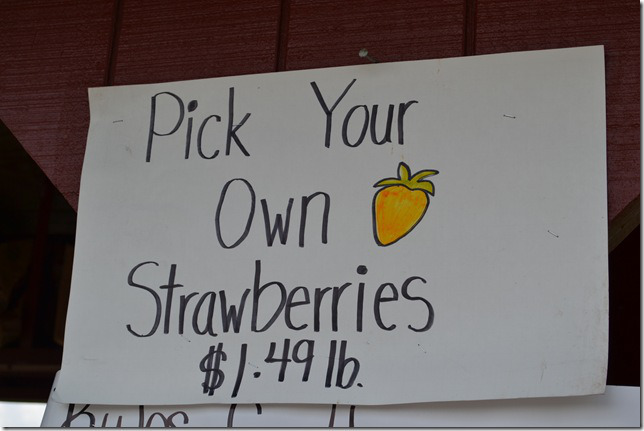 Pick Your
Own
Strawberries
$1.49 lb.